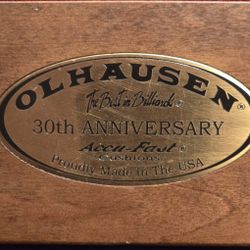 OLHAUSEN®
The Best in Billiards®
30th ANNIVERSARY
Accu-Fast®
Cushions
Proudly Made in The USA